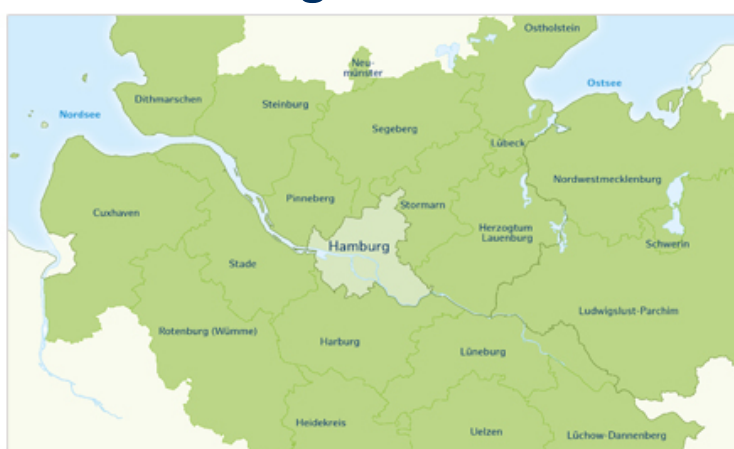 Ostholstein
Neu-
münster
Ostsee
Dithmarschen
Steinburg
Nordsee
Segeberg
Lübeck
Nordwestmecklenburg
Pinneberg
Stormarn
Cuxhaven
Herzogtum
Lauenburg
Hamburg
Schwerin
Stade
Ludwigslust-Parchim
Rotenburg (Wümme)
Harburg
Lüneburg
Heidekreis
Uelzen
Lüchow-Dannenberg